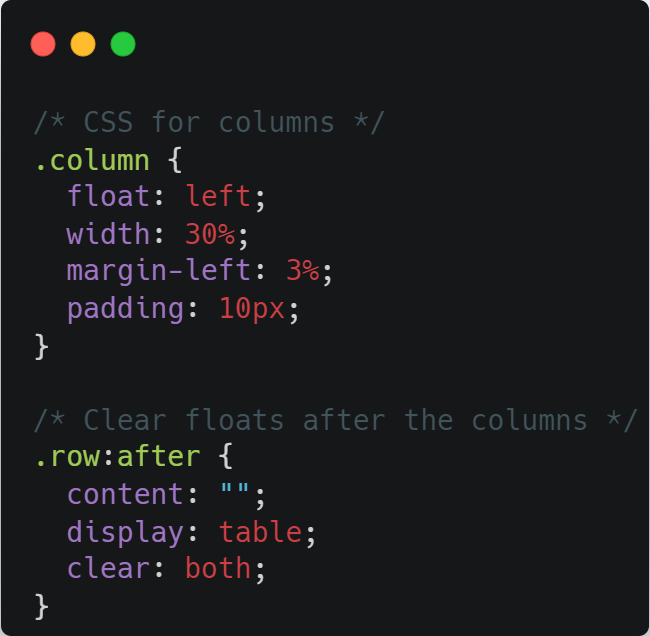 /* CSS for columns */
.column {
  float: left;
  width: 30%;
  margin-left: 3%;
  padding: 10px;
}

/* Clear floats after the columns */
.row:after {
  content: "";
  display: table;
  clear: both;
}